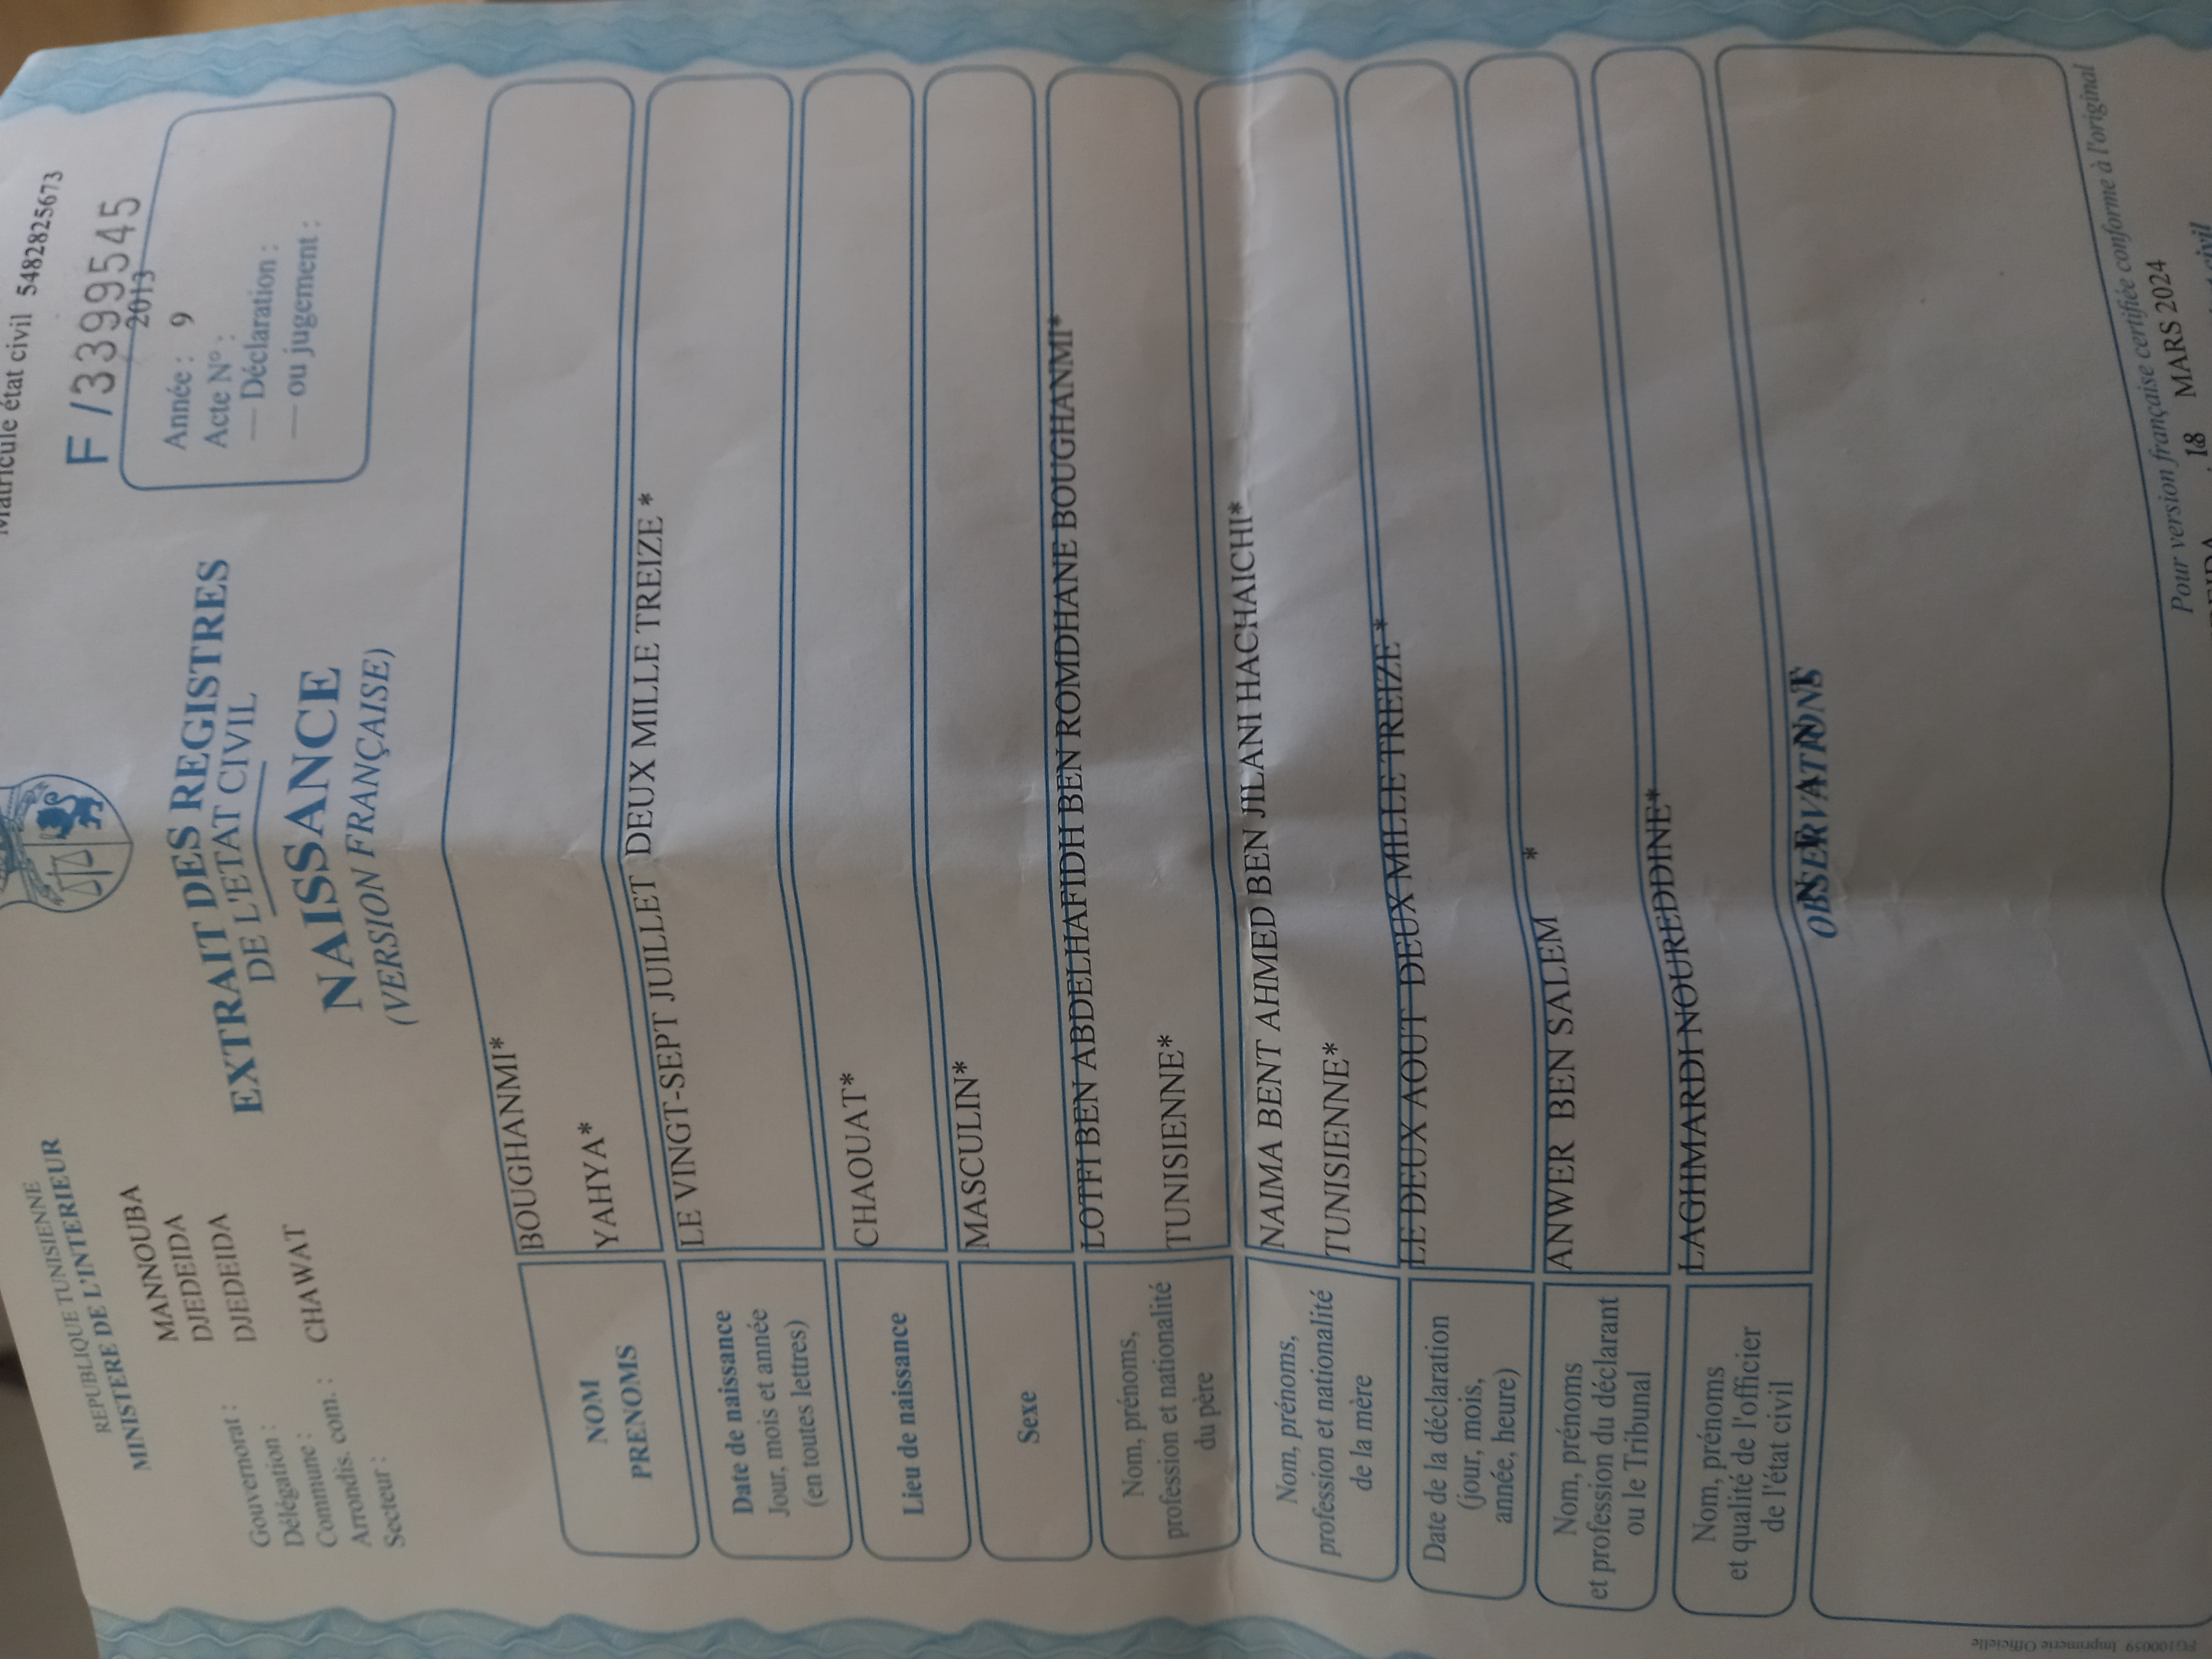 Matricule état civil 5482825673
REPUBLIQUE TUNISIENNE
MINISTERE DE L'INTERIEUR
F /3399545
Gouvernorat : MANNOUBA
Délégation : DJEDEIDA
Commune : DJEDEIDA
Arrondis. com. :
Secteur : CHAWAT
EXTRAIT DES REGISTRES
DE L'ETAT CIVIL
NAISSANCE
(VERSION FRANÇAISE)
2013
Année : 9
Acte N° :
— Déclaration :
— ou jugement :
NOM BOUGHANMI*
PRENOMS YAHYA*
Date de naissance LE VINGT-SEPT JUILLET DEUX MILLE TREIZE *
Jour, mois et année
(en toutes lettres)
Lieu de naissance CHAOUAT*
Sexe MASCULIN*
Nom, prénoms, LOTFI BEN ABDELHAFIDH BEN ROMDHANE BOUGHANMI*
profession et nationalité TUNISIENNE*
du père
Nom, prénoms, NAIMA BENT AHMED BEN JILANI HACHAICHI*
profession et nationalité TUNISIENNE*
de la mère
Date de la déclaration LE DEUX AOUT DEUX MILLE TREIZE *
(jour, mois,
année, heure)
Nom, prénoms ANWER BEN SALEM *
et profession du déclarant
ou le Tribunal
Nom, prénoms LAGHMARDI NOUREDDINE*
et qualité de l'officier
de l'état civil
OBSERVATIONS
Pour version française certifiée conforme à l'original
18 MARS 2024
FG100059 Imprimerie Officielle